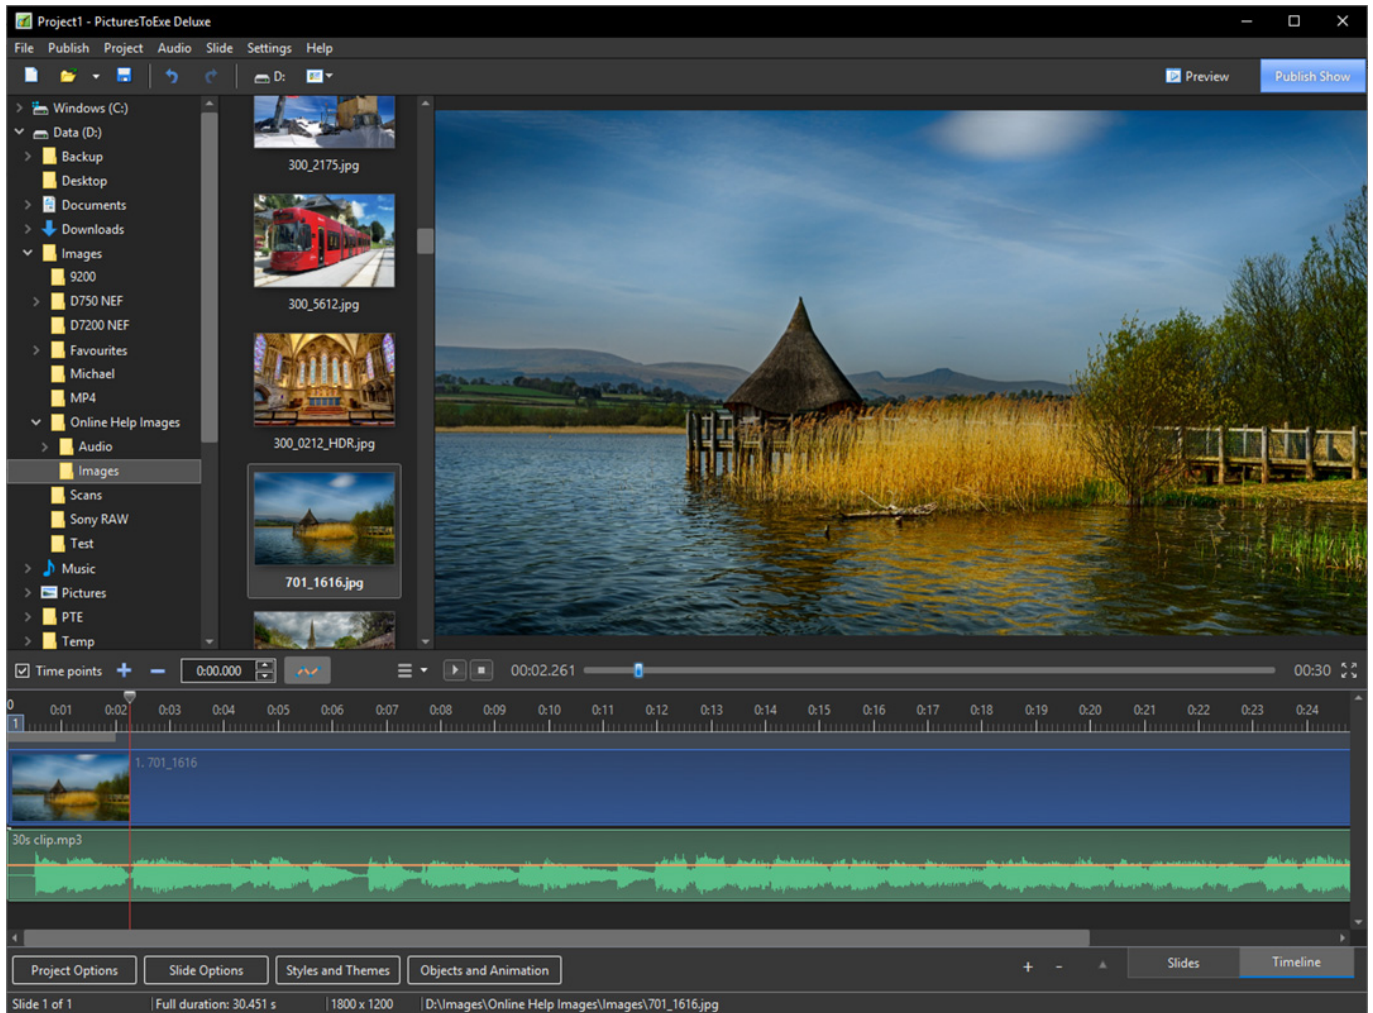 Project1 - PicturesToExe Deluxe
File Publish Project Audio Slide Settings Help
D:
Preview
Publish Show
Windows (C:)
Data (D:)
Backup
Desktop
Documents
Downloads
Images
9200
D750 NEF
D7200 NEF
Favourites
Michael
MP4
Online Help Images
Audio
Images
Scans
Sony RAW
Test
Music
Pictures
PTE
Temp
300_2175.jpg
300_5612.jpg
300_0212_HDR.jpg
701_1616.jpg
Time points
0:00.000
00:02.261
00:30
0 0:01 0:02 0:03 0:04 0:05 0:06 0:07 0:08 0:09 0:10 0:11 0:12 0:13 0:14 0:15 0:16 0:17 0:18 0:19 0:20 0:21 0:22 0:23 0:24
1
1. 701_1616
30s clip.mp3
Project Options
Slide Options
Styles and Themes
Objects and Animation
+ -
Slides
Timeline
Slide 1 of 1
Full duration: 30.451 s
1800 x 1200
D:\Images\Online Help Images\Images\701_1616.jpg